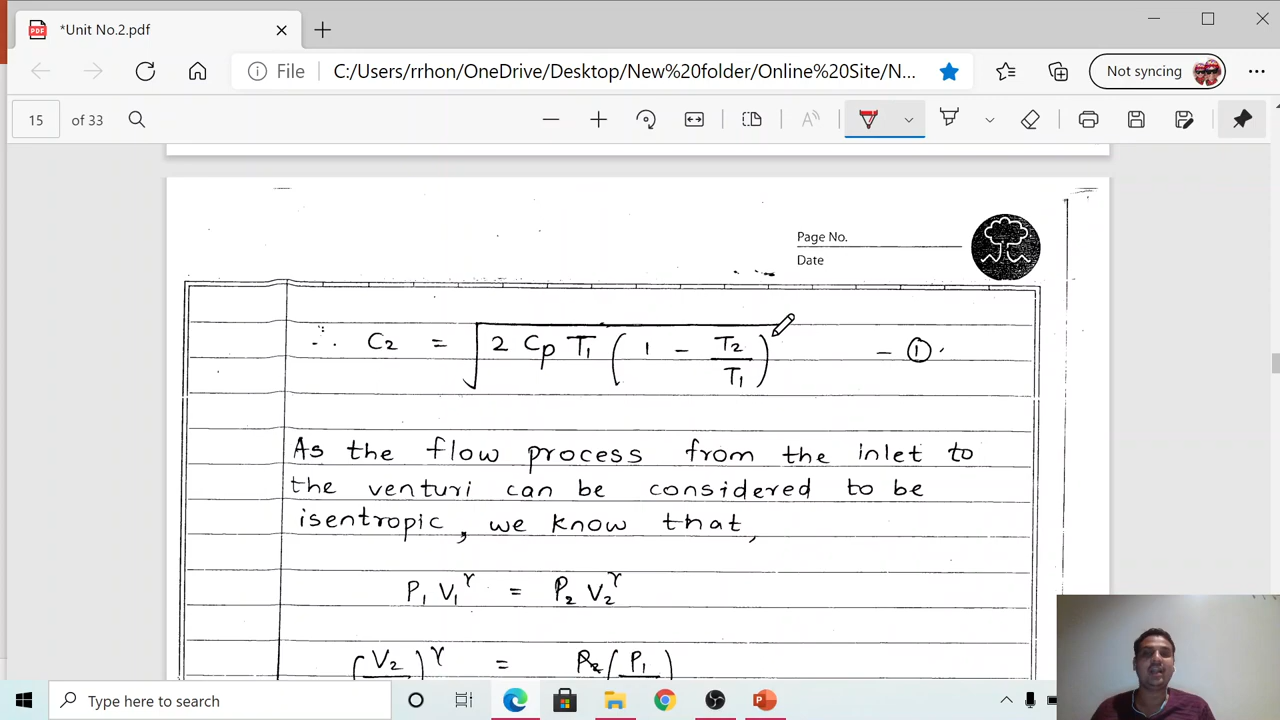 *Unit No.2.pdf
File
C:/Users/rrhon/OneDrive/Desktop/New%20folder/Online%20Site/N...
Not syncing
15 of 33
Page No.
Date
∴ C₂ = √(2 Cp T₁ (1 - T₂/T₁)) - ①.
As the flow process from the inlet to
the venturi can be considered to be
isentropic, we know that,
P₁ V₁^γ = P₂ V₂^γ
Type here to search